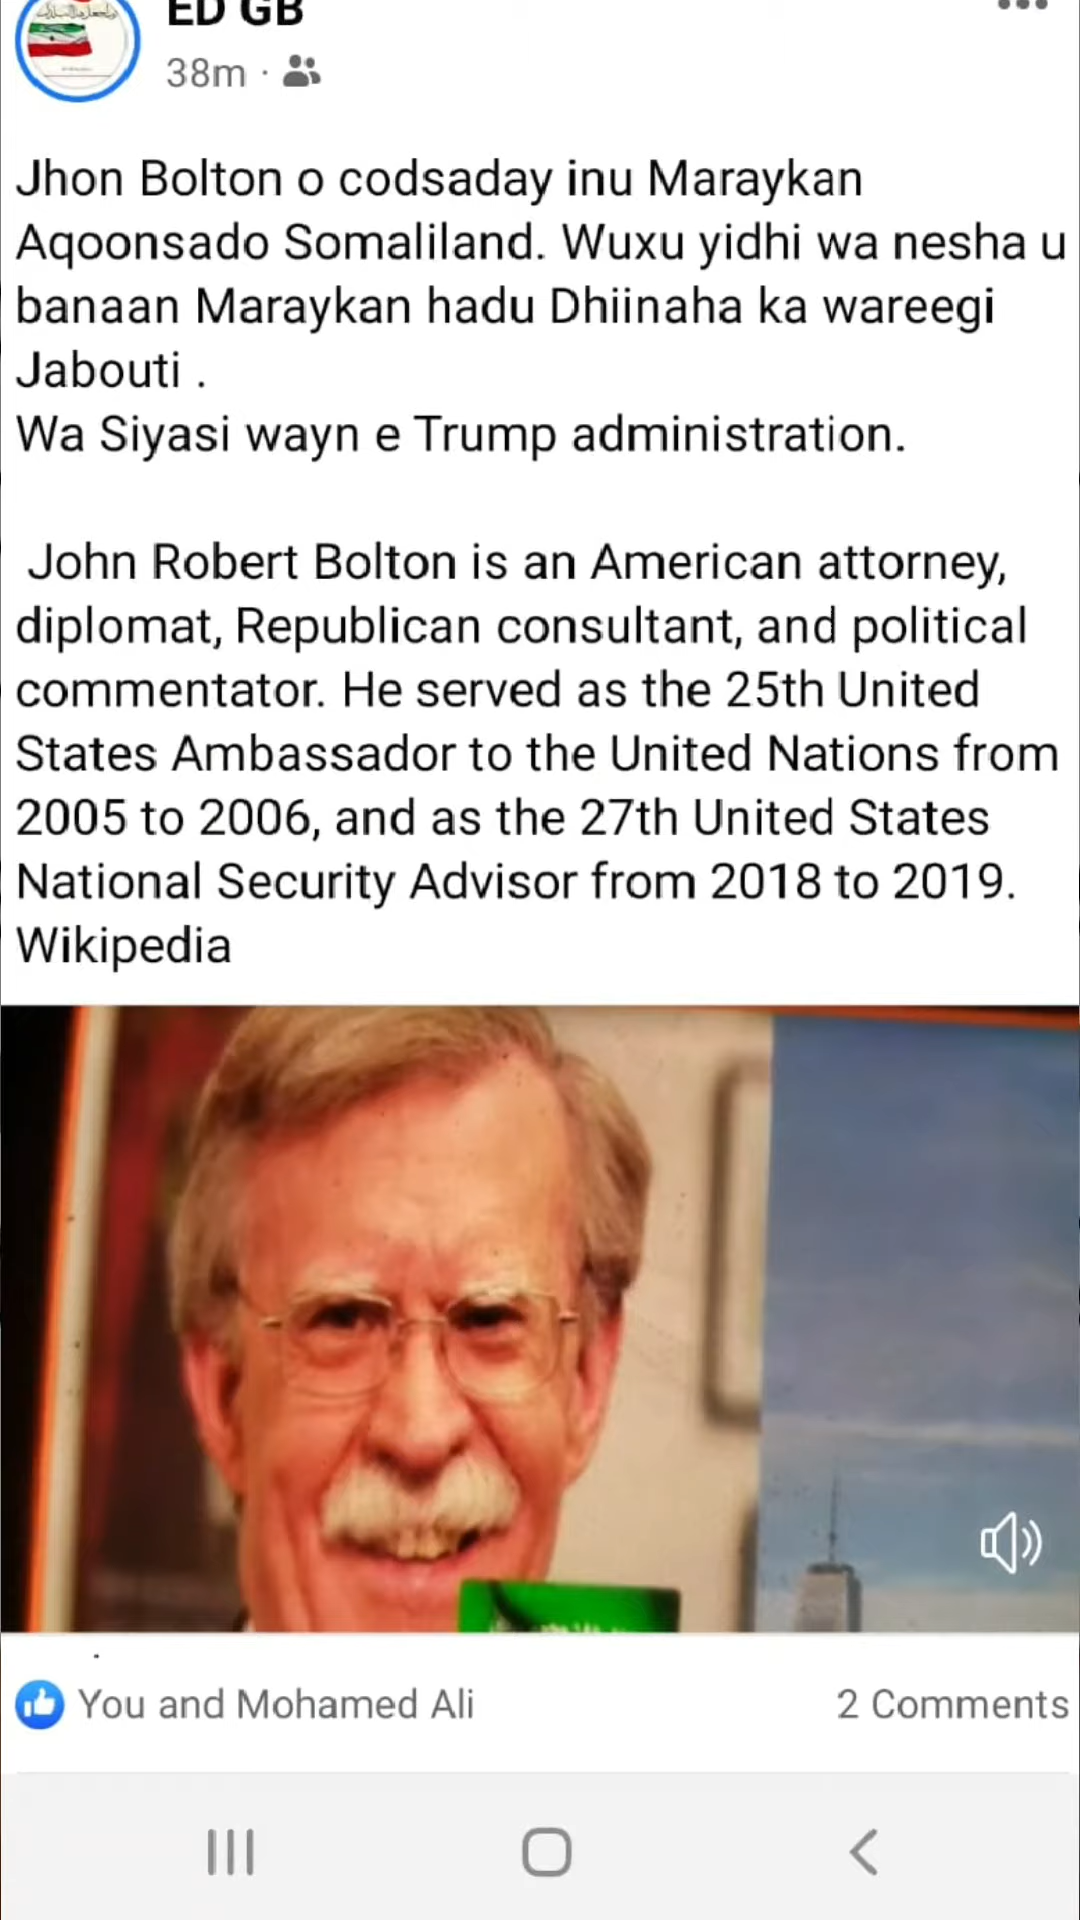 ED GB
38m ·
Jhon Bolton o codsaday inu Maraykan
Aqoonsado Somaliland. Wuxu yidhi wa nesha u
banaan Maraykan hadu Dhiinaha ka wareegi
Jabouti .
Wa Siyasi wayn e Trump administration.
John Robert Bolton is an American attorney,
diplomat, Republican consultant, and political
commentator. He served as the 25th United
States Ambassador to the United Nations from
2005 to 2006, and as the 27th United States
National Security Advisor from 2018 to 2019.
Wikipedia
You and Mohamed Ali
2 Comments